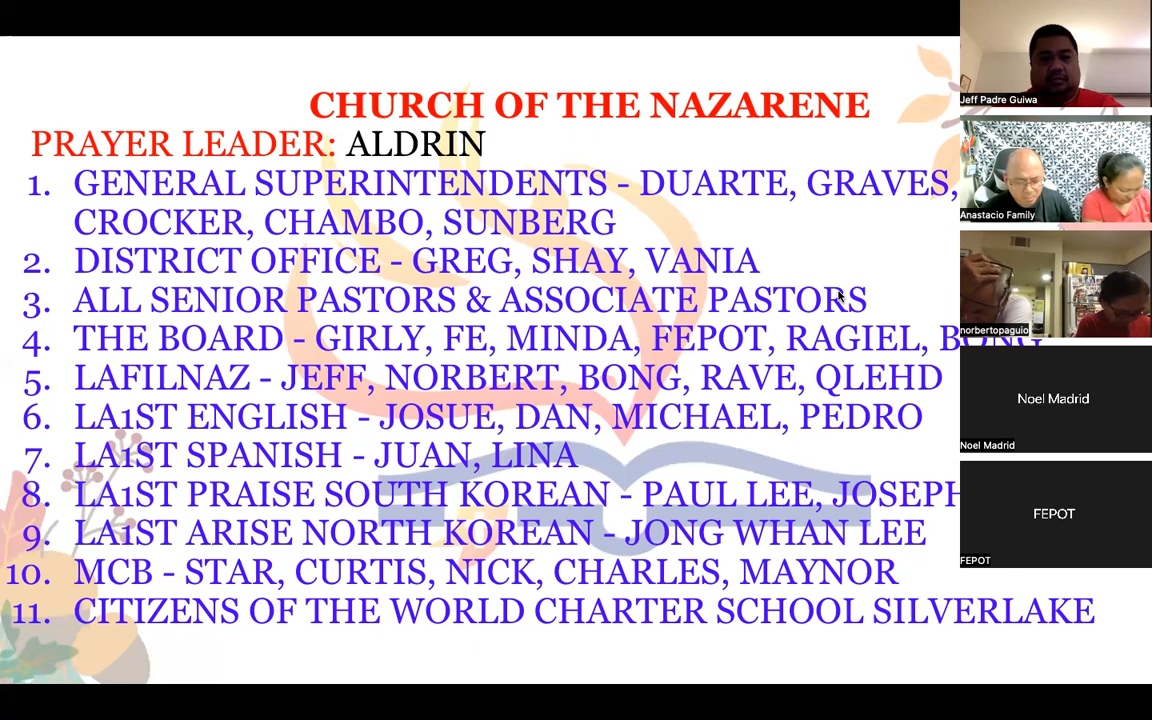 CHURCH OF THE NAZARENE
PRAYER LEADER: ALDRIN
1. GENERAL SUPERINTENDENTS - DUARTE, GRAVES,
CROCKER, CHAMBO, SUNBERG
2. DISTRICT OFFICE - GREG, SHAY, VANIA
3. ALL SENIOR PASTORS & ASSOCIATE PASTORS
4. THE BOARD - GIRLY, FE, MINDA, FEPOT, RAGIEL, BONG
5. LAFILNAZ - JEFF, NORBERT, BONG, RAVE, QLEHD
6. LA1ST ENGLISH - JOSUE, DAN, MICHAEL, PEDRO
7. LA1ST SPANISH - JUAN, LINA
8. LA1ST PRAISE SOUTH KOREAN - PAUL LEE, JOSEPH
9. LA1ST ARISE NORTH KOREAN - JONG WHAN LEE
10. MCB - STAR, CURTIS, NICK, CHARLES, MAYNOR
11. CITIZENS OF THE WORLD CHARTER SCHOOL SILVERLAKE
Jeff Padre Guiwa
Anastacio Family
norbertopaguio
Noel Madrid
Noel Madrid
FEPOT
FEPOT